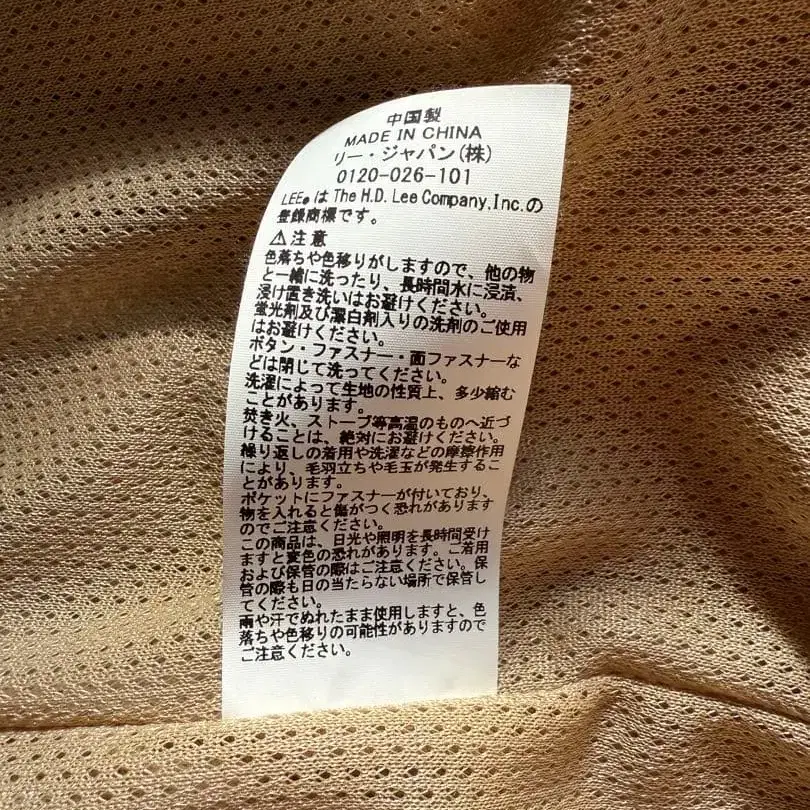 中国製
MADE IN CHINA
リー・ジャパン(株)
0120-026-101
LEE®は The H.D. Lee Company,Inc.の
登録商標です。
⚠注意
色落ちや色移りがしますので、他の物
と一緒に洗ったり、長時間水に浸漬、
浸け置き洗いはお避けください。
蛍光剤及び漂白剤入りの洗剤のご使用
はお避けください。
ボタン・ファスナー・面ファスナーな
どは閉じて洗ってください。
洗濯によって生地の性質上、多少縮む
ことがあります。
焚き火、ストーブ等高温のものへ近づ
けることは、絶対にお避けください。
繰り返しの着用や洗濯などの摩擦作用
により、毛羽立ちや毛玉が発生するこ
とがあります。
ポケットにファスナーが付いており、
物を入れると傷がつく恐れがあります
のでご注意ください。
この商品は、日光や照明を長時間受け
ますと変色の恐れがあります。ご着用
および保管の際はご注意ください。保
管の際も日の当たらない場所で保管し
てください。
雨や汗でぬれたまま使用しますと、色
落ちや色移りの可能性がありますので
ご注意ください。